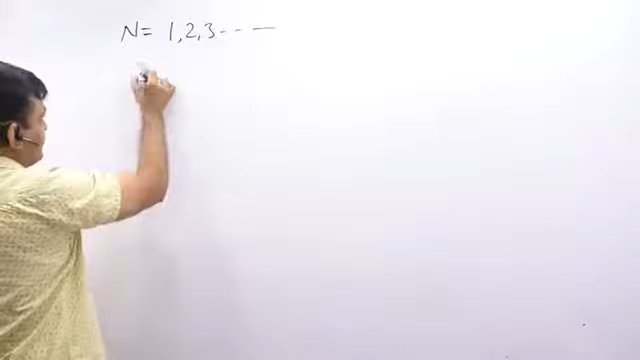 N= 1,2,3-- —